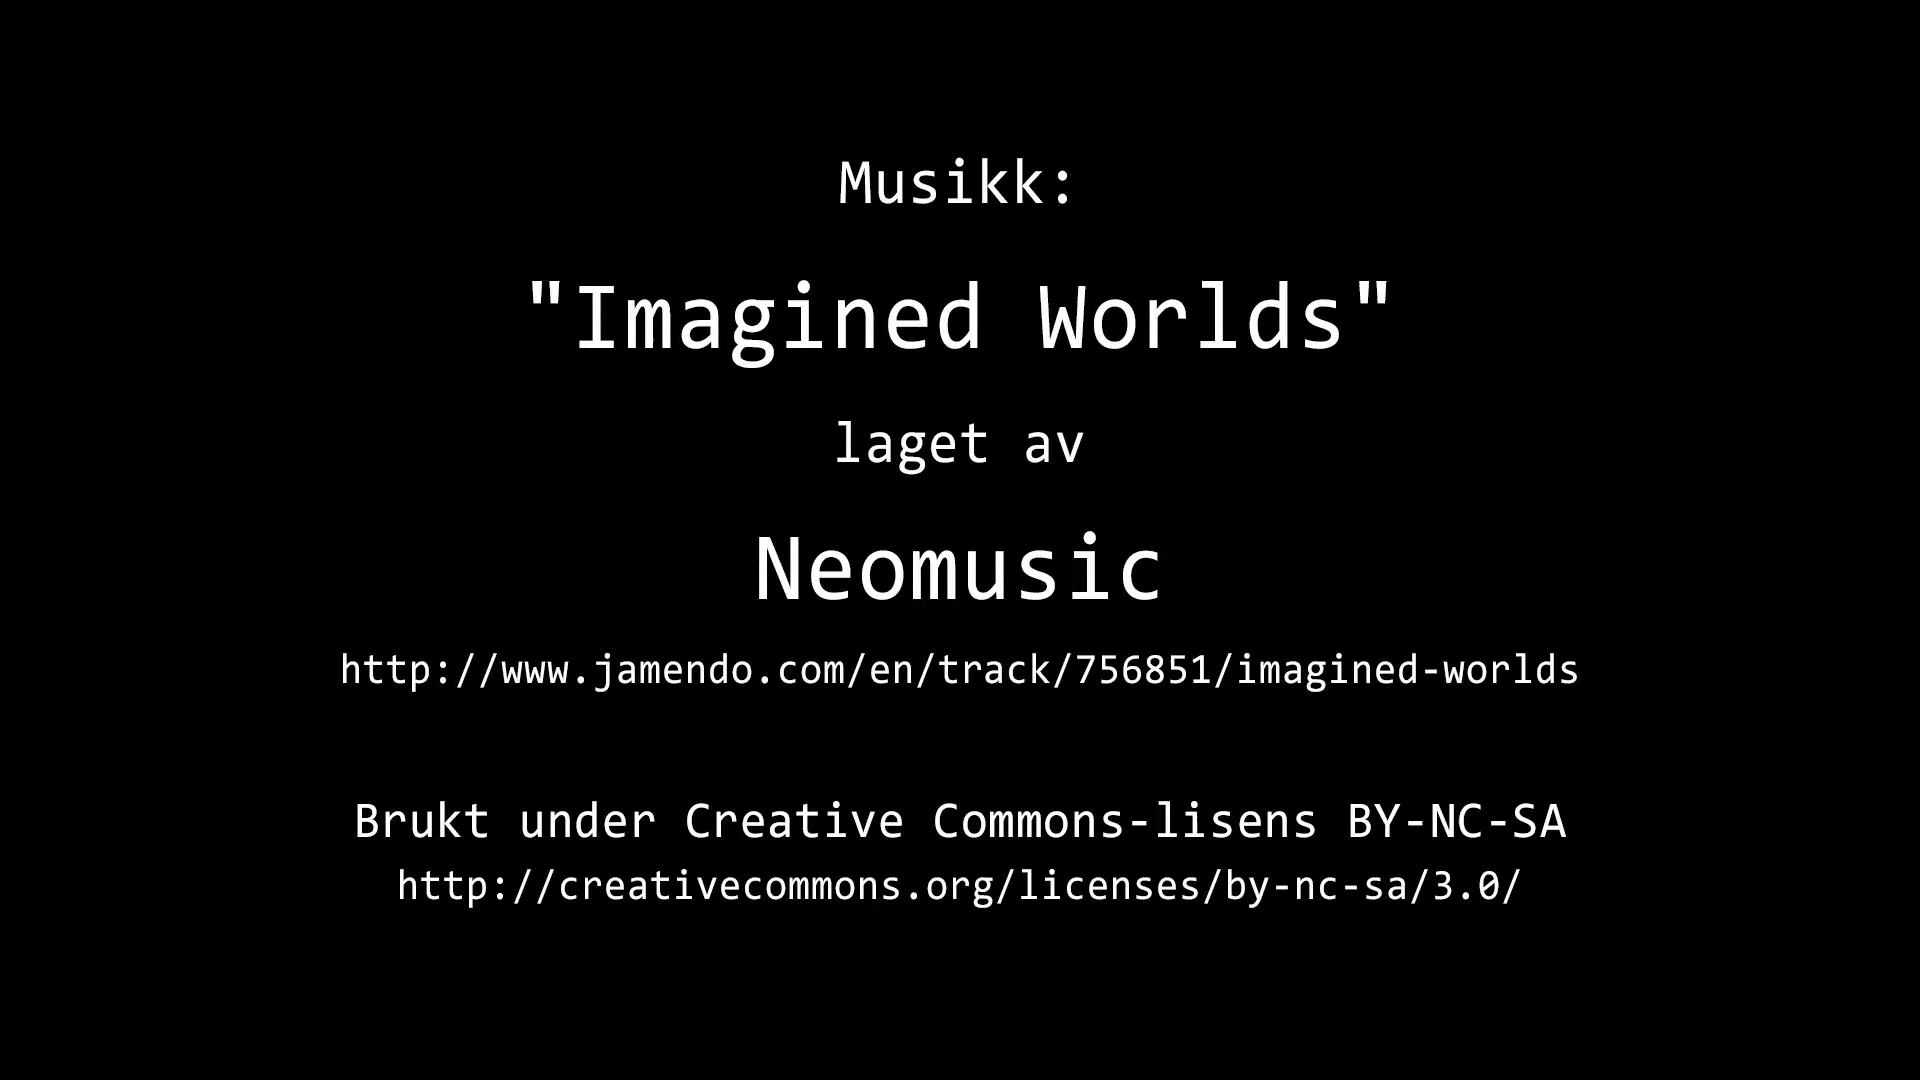 Musikk:
"Imagined Worlds"
laget av
Neomusic
http://www.jamendo.com/en/track/756851/imagined-worlds
Brukt under Creative Commons-lisens BY-NC-SA
http://creativecommons.org/licenses/by-nc-sa/3.0/